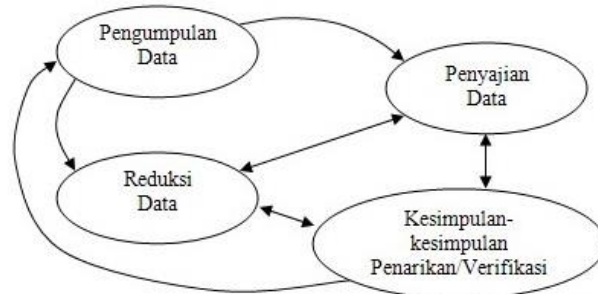 Pengumpulan
Data
Penyajian
Data
Reduksi
Data
Kesimpulan-
kesimpulan
Penarikan/Verifikasi